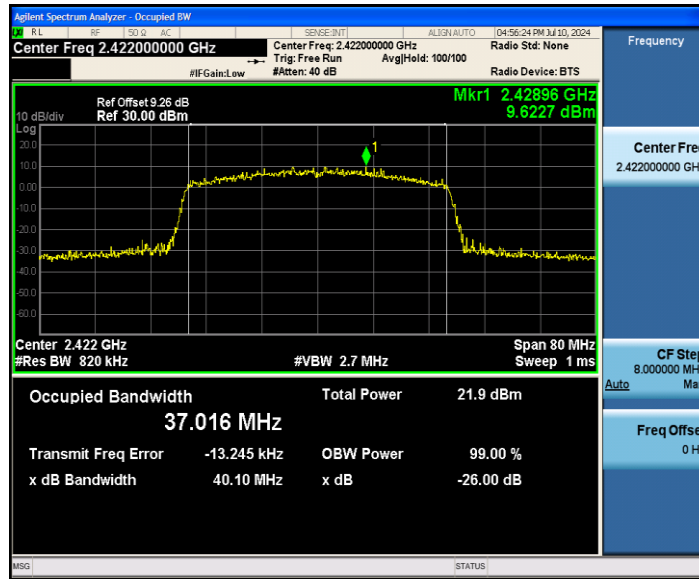 Agilent Spectrum Analyzer - Occupied BW
RL RF 50 Ω AC SENSE:INT ALIGN AUTO 04:56:24 PM Jul 10, 2024
Center Freq 2.422000000 GHz
Center Freq: 2.422000000 GHz
Radio Std: None
Trig: Free Run Avg|Hold: 100/100
#IFGain:Low
#Atten: 40 dB
Radio Device: BTS
Frequency
Mkr1 2.42896 GHz
9.6227 dBm
Ref Offset 9.26 dB
10 dB/div Ref 30.00 dBm
Log
20.0
10.0
0.00
-10.0
-20.0
-30.0
-40.0
-50.0
-60.0
1
Center 2.422 GHz Span 80 MHz
#Res BW 820 kHz #VBW 2.7 MHz Sweep 1 ms
Center Fre
2.422000000 GH
CF Ste
8.000000 MH
Auto Ma
Freq Offse
0 H
Occupied Bandwidth Total Power 21.9 dBm
37.016 MHz
Transmit Freq Error -13.245 kHz OBW Power 99.00 %
x dB Bandwidth 40.10 MHz x dB -26.00 dB
MSG STATUS